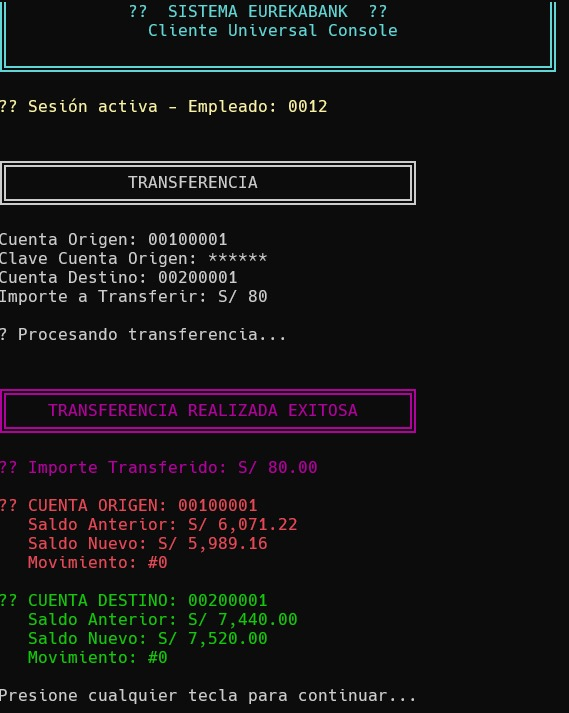 ?? SISTEMA EUREKABANK ??
Cliente Universal Console
?? Sesión activa - Empleado: 0012
TRANSFERENCIA
Cuenta Origen: 00100001
Clave Cuenta Origen: ******
Cuenta Destino: 00200001
Importe a Transferir: S/ 80
? Procesando transferencia...
TRANSFERENCIA REALIZADA EXITOSA
?? Importe Transferido: S/ 80.00
?? CUENTA ORIGEN: 00100001
Saldo Anterior: S/ 6,071.22
Saldo Nuevo: S/ 5,989.16
Movimiento: #0
?? CUENTA DESTINO: 00200001
Saldo Anterior: S/ 7,440.00
Saldo Nuevo: S/ 7,520.00
Movimiento: #0
Presione cualquier tecla para continuar...